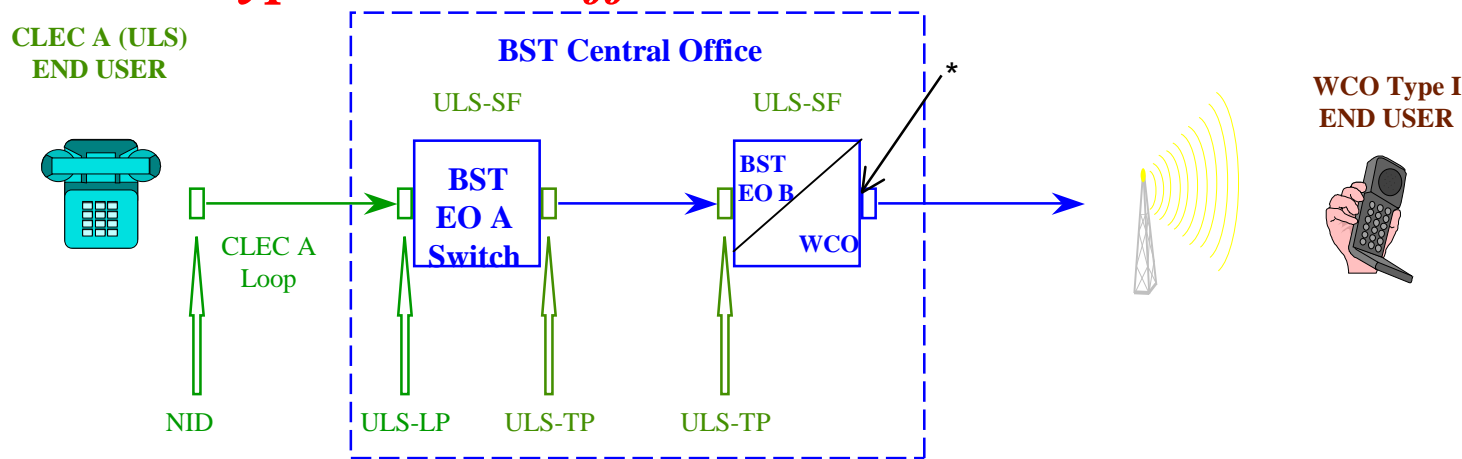 CLEC A (ULS)
END USER
BST Central Office
*
ULS-SF
ULS-SF
WCO Type I
END USER
BST
EO A
Switch
BST
EO B
WCO
CLEC A
Loop
NID
ULS-LP
ULS-TP
ULS-TP